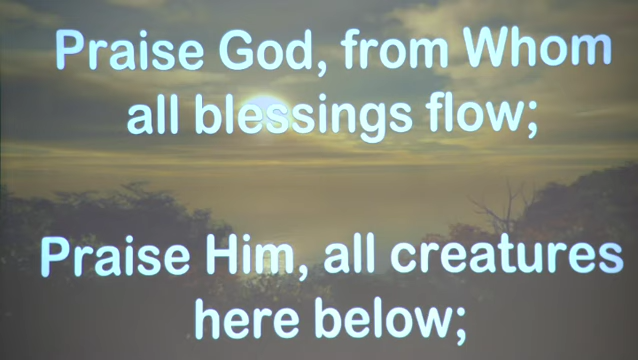 Praise God, from Whom
all blessings flow;
Praise Him, all creatures
here below;